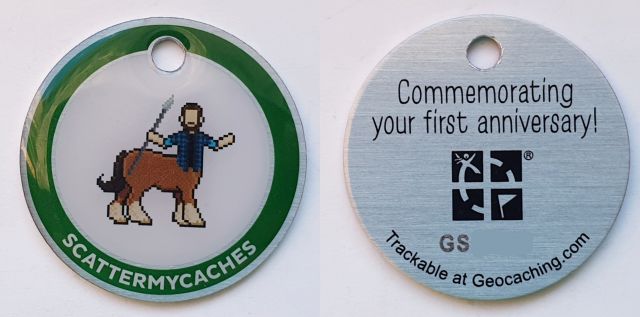 SCATTERMYCACHES
Commemorating
your first anniversary!
®
GS
Trackable at Geocaching.com